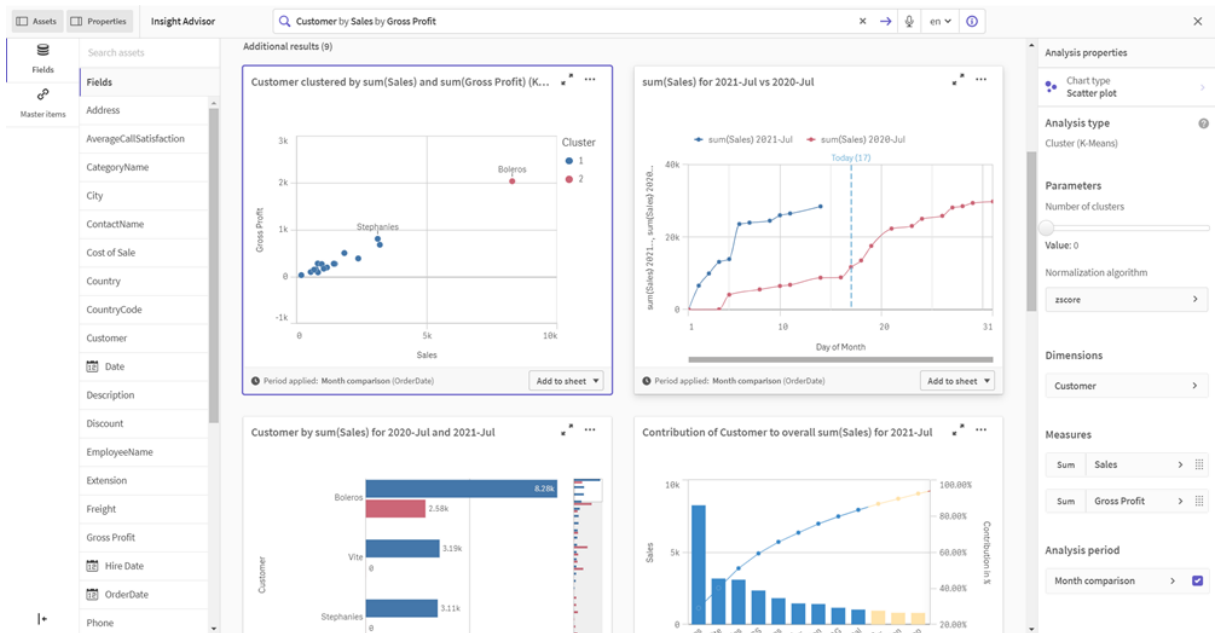 Assets
Properties
Insight Advisor
Customer by Sales by Gross Profit
en
Fields
Master items
Search assets
Fields
Address
AverageCallSatisfaction
CategoryName
City
ContactName
Cost of Sale
Country
CountryCode
Customer
Date
Description
Discount
EmployeeName
Extension
Freight
Gross Profit
Hire Date
OrderDate
Phone
Additional results (9)
Customer clustered by sum(Sales) and sum(Gross Profit) (K...
3k
2k
1k
0
-1k
Gross Profit
Boleros
Stephanies
Cluster
1
2
0
5k
10k
Sales
Period applied: Month comparison (OrderDate)
Add to sheet
sum(Sales) for 2021-Jul vs 2020-Jul
sum(Sales) 2021-Jul
sum(Sales) 2020-Jul
Today (17)
40k
20k
0
sum(Sales) 2021..., sum(Sales) 2020...
1
10
20
31
Day of Month
Period applied: Month comparison (OrderDate)
Add to sheet
Customer by sum(Sales) for 2020-Jul and 2021-Jul
Customer
Boleros
8.28k
2.58k
Vite
3.19k
0
Stephanies
3.11k
0
Contribution of Customer to overall sum(Sales) for 2021-Jul
10k
5k
0
Sales
100.00%
80.00%
60.00%
40.00%
20.00%
Contribution in %
Analysis properties
Chart type
Scatter plot
Analysis type
Cluster (K-Means)
Parameters
Number of clusters
Value: 0
Normalization algorithm
zscore
Dimensions
Customer
Measures
Sum
Sales
Sum
Gross Profit
Analysis period
Month comparison